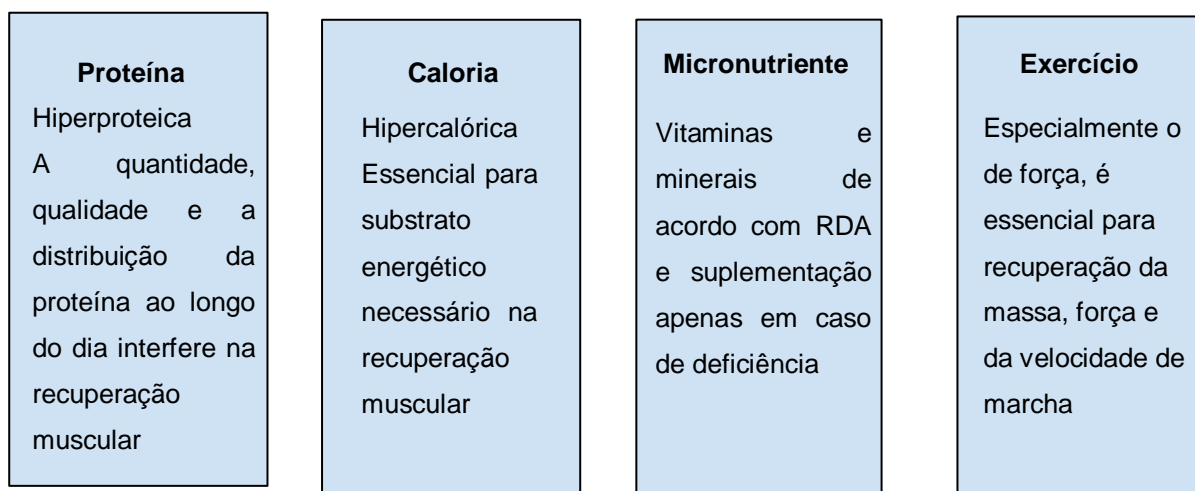 Proteína
Hiperproteica
A quantidade,
qualidade e a
distribuição da
proteína ao longo
do dia interfere na
recuperação
muscular
Caloria
Hipercalórica
Essencial para
substrato
energético
necessário na
recuperação
muscular
Micronutriente
Vitaminas e
minerais de
acordo com RDA
e suplementação
apenas em caso
de deficiência
Exercício
Especialmente o
de força, é
essencial para
recuperação da
massa, força e
da velocidade de
marcha